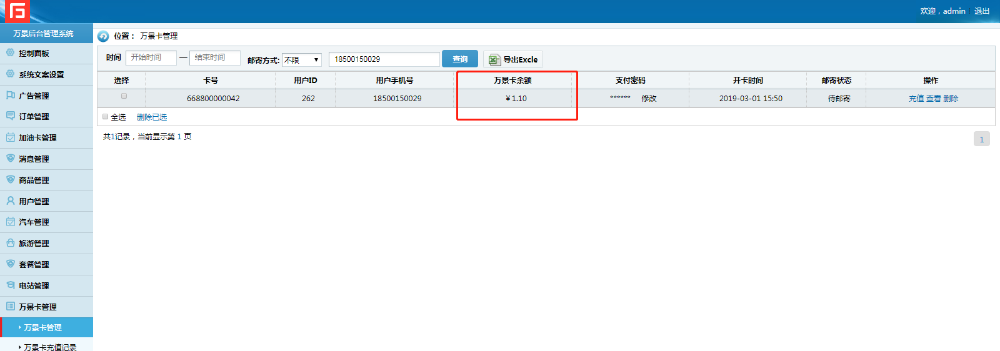 欢迎，admin 退出
万景后台管理系统
控制面板
系统文案设置
广告管理
订单管理
加油卡管理
消息管理
商品管理
用户管理
汽车管理
旅游管理
套餐管理
电站管理
万景卡管理
万景卡管理
万景卡充值记录
位置： 万景卡管理
时间 开始时间 — 结束时间 邮寄方式: 不限 18500150029 查询 导出Excle
选择 卡号 用户ID 用户手机号 万景卡余额 支付密码 开卡时间 邮寄状态 操作
668800000042 262 18500150029 ¥1.10 ****** 修改 2019-03-01 15:50 待邮寄 充值 查看 删除
全选 删除已选
共1记录，当前显示第 1 页
1